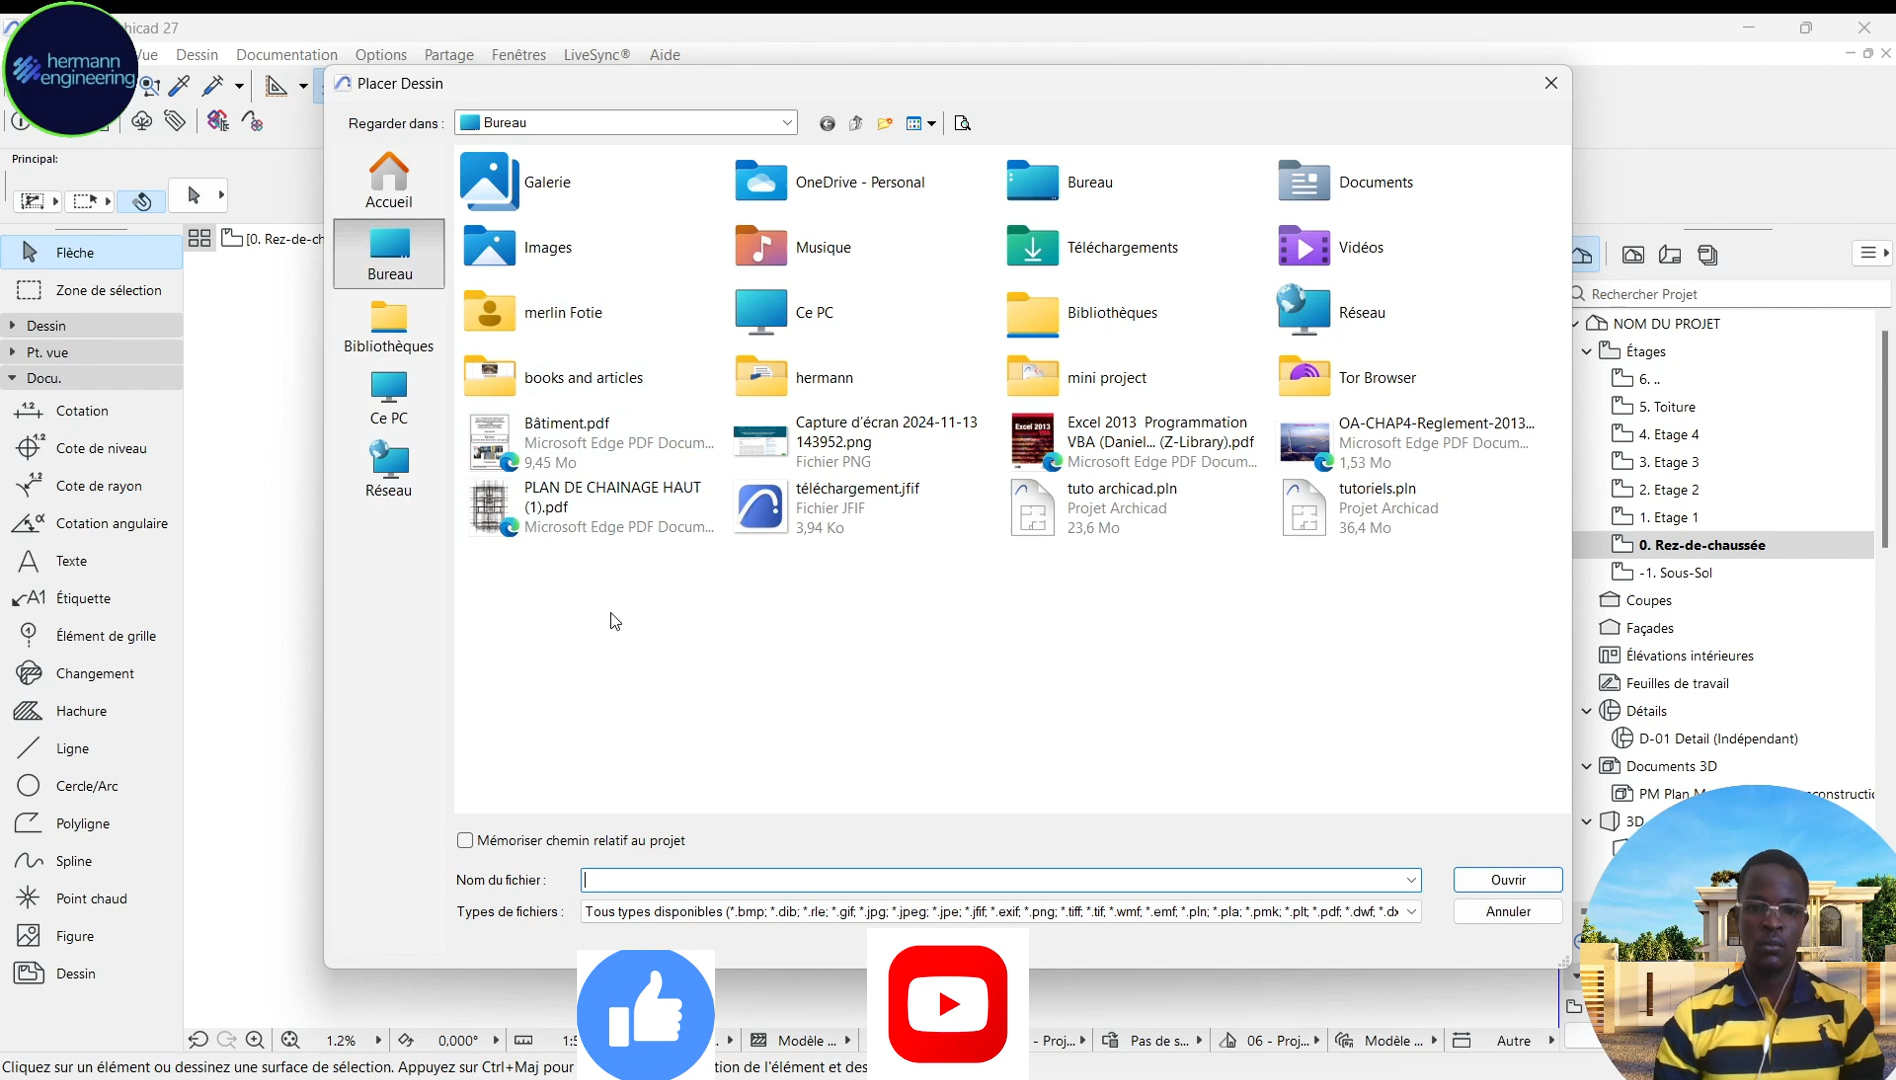 hermann
engineering
hicad 27
Vue Dessin Documentation Options Partage Fenêtres LiveSync® Aide
Principal:
Flèche
Zone de sélection
Dessin
Pt. vue
Docu.
Cotation
Cote de niveau
Cote de rayon
Cotation angulaire
Texte
Étiquette
Élément de grille
Changement
Hachure
Ligne
Cercle/Arc
Polyligne
Spline
Point chaud
Figure
Dessin
[0. Rez-de-ch
Placer Dessin
Regarder dans :
Bureau
Accueil
Bureau
Bibliothèques
Ce PC
Réseau
Galerie
OneDrive - Personal
Bureau
Documents
Images
Musique
Téléchargements
Vidéos
merlin Fotie
Ce PC
Bibliothèques
Réseau
books and articles
hermann
mini project
Tor Browser
Bâtiment.pdf
Microsoft Edge PDF Docum...
9,45 Mo
Capture d'écran 2024-11-13
143952.png
Fichier PNG
Excel 2013 Programmation
VBA (Daniel... (Z-Library).pdf
Microsoft Edge PDF Docum...
OA-CHAP4-Reglement-2013...
Microsoft Edge PDF Docum...
1,53 Mo
PLAN DE CHAINAGE HAUT
(1).pdf
Microsoft Edge PDF Docum...
téléchargement.jfif
Fichier JFIF
3,94 Ko
tuto archicad.pln
Projet Archicad
23,6 Mo
tutoriels.pln
Projet Archicad
36,4 Mo
Mémoriser chemin relatif au projet
Nom du fichier :
Ouvrir
Types de fichiers :
Tous types disponibles (*.bmp; *.dib; *.rle; *.gif; *.jpg; *.jpeg; *.jpe; *.jfif; *.exif; *.png; *.tiff; *.tif; *.wmf; *.emf; *.pln; *.pla; *.pmk; *.plt; *.pdf; *.dwf; *.dx
Annuler
Rechercher Projet
NOM DU PROJET
Étages
6. ..
5. Toiture
4. Etage 4
3. Etage 3
2. Etage 2
1. Etage 1
0. Rez-de-chaussée
-1. Sous-Sol
Coupes
Façades
Élévations intérieures
Feuilles de travail
Détails
D-01 Detail (Indépendant)
Documents 3D
PM Plan M
constructio
3D
1.2% 0,000° 1:5 Modèle ... - Proj... Pas de s... 06 - Proj... Modèle ... Autre
Cliquez sur un élément ou dessinez une surface de sélection. Appuyez sur Ctrl+Maj pour
tion de l'élément et des